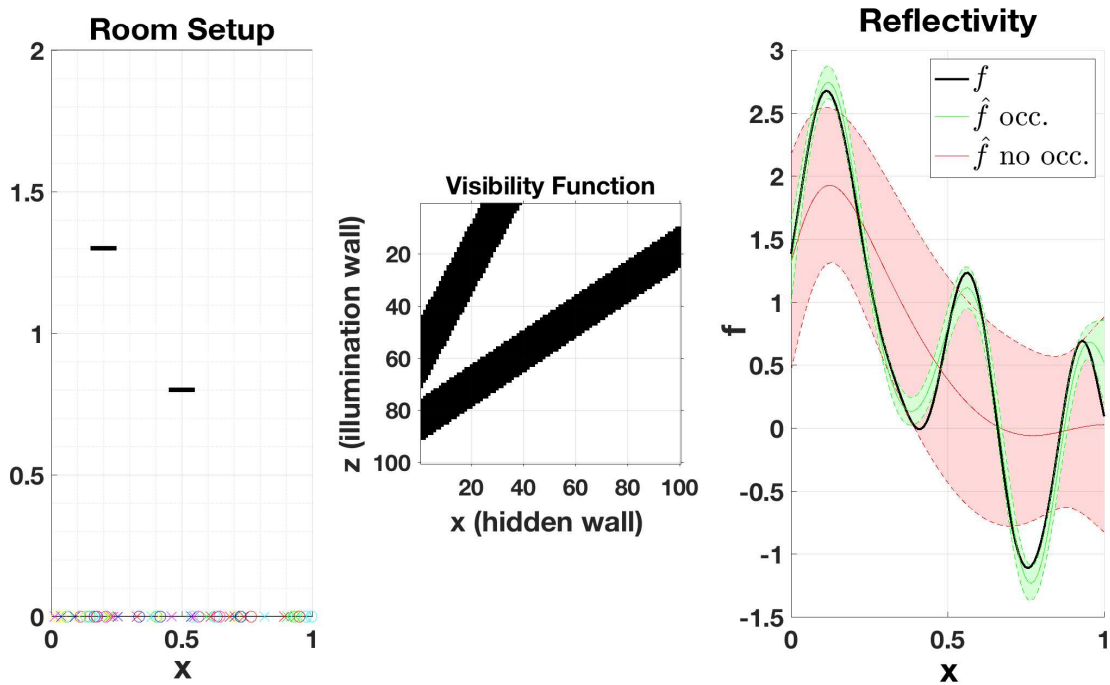 Room Setup
2
1.5
1
0.5
0
0
0.5
1
x
Visibility Function
z (illumination wall)
20
40
60
80
100
20
40
60
80
100
x (hidden wall)
Reflectivity
f
3
2.5
2
1.5
1
0.5
0
-0.5
-1
-1.5
0
0.5
1
x
f
f̂ occ.
f̂ no occ.